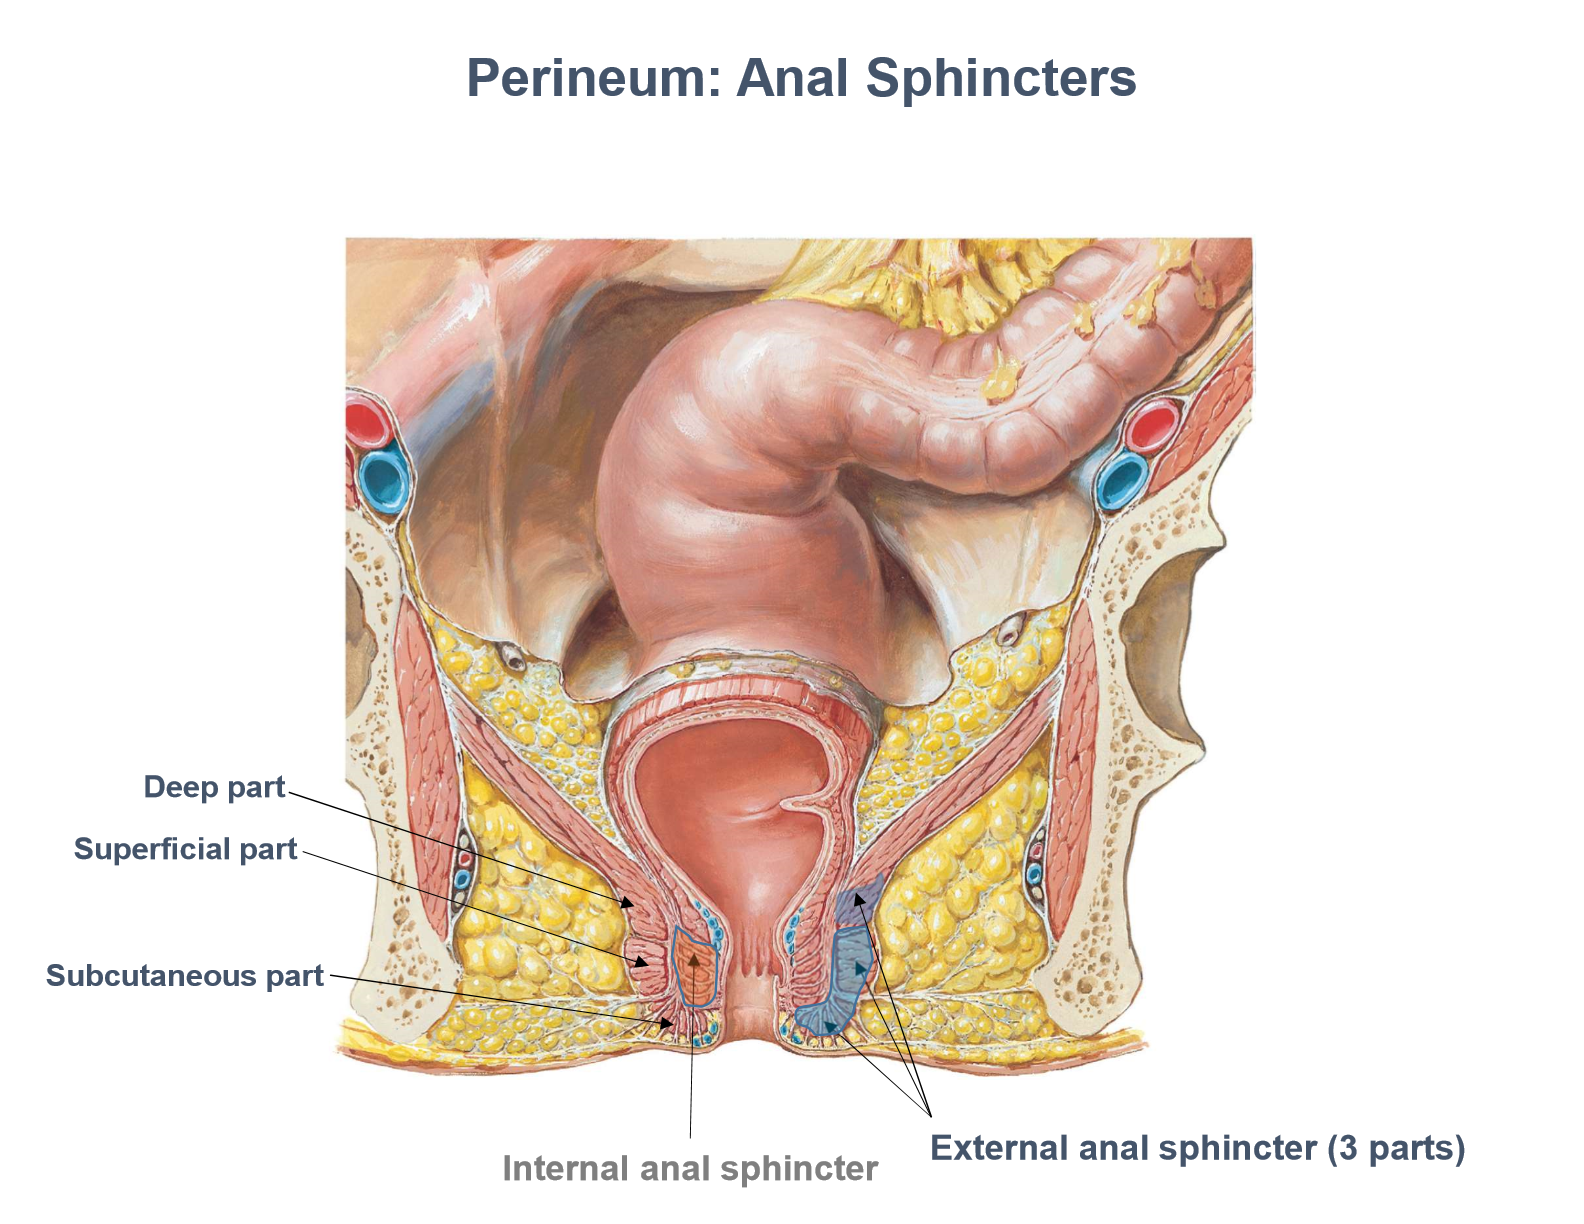 Perineum: Anal Sphincters
Deep part
Superficial part
Subcutaneous part
Internal anal sphincter
External anal sphincter (3 parts)